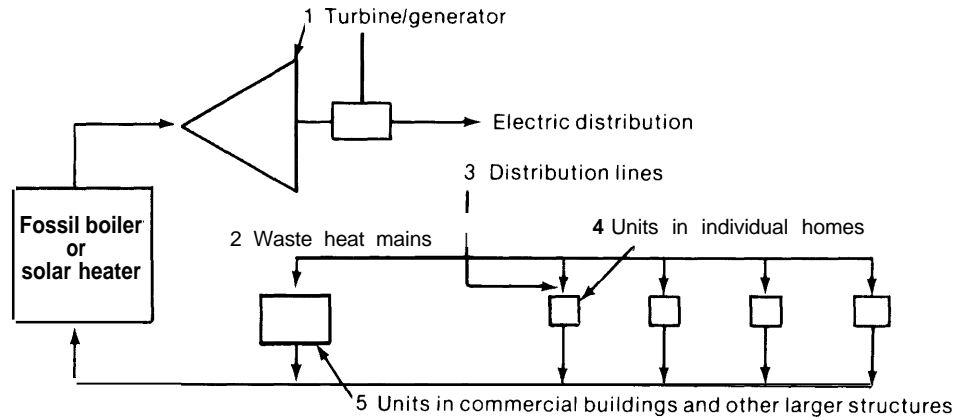 1 Turbine/generator
Electric distribution
3 Distribution lines
Fossil boiler
or
solar heater
2 Waste heat mains
4 Units in individual homes
5 Units in commercial buildings and other larger structures